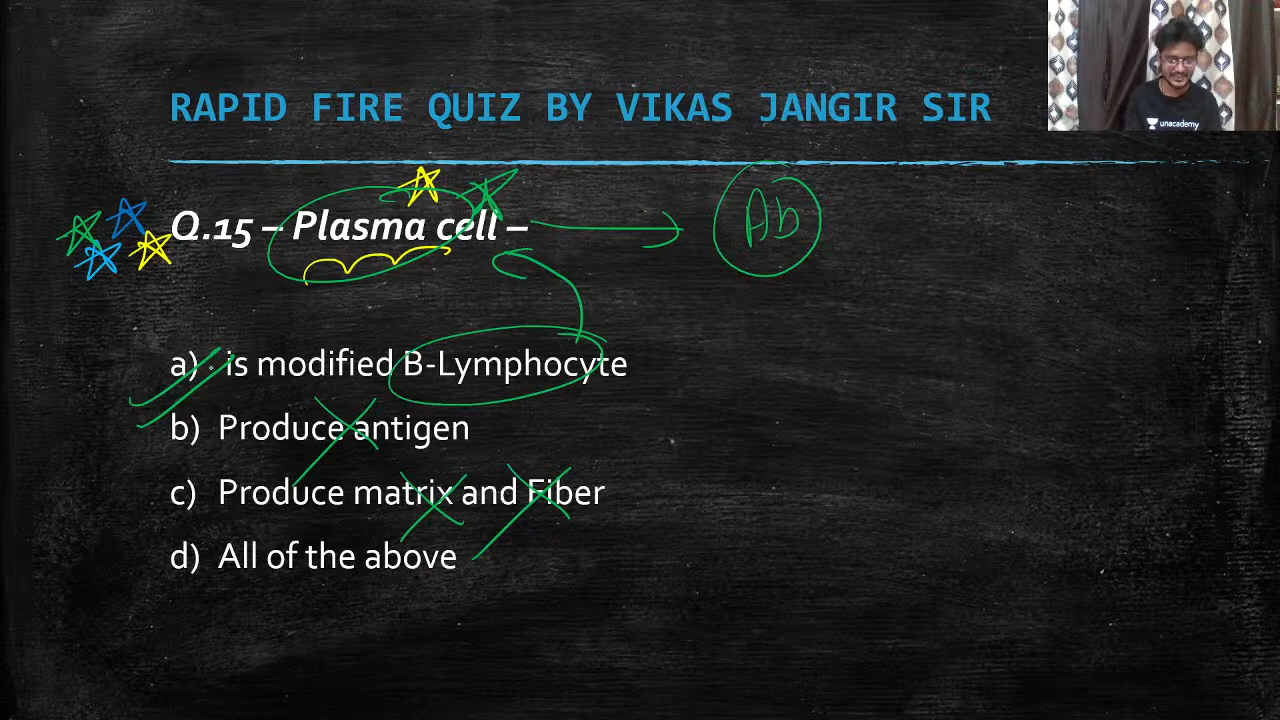 RAPID FIRE QUIZ BY VIKAS JANGIR SIR
unacademy
Q.15 – Plasma cell –
Ab
a) is modified B-Lymphocyte
b) Produce antigen
c) Produce matrix and Fiber
d) All of the above